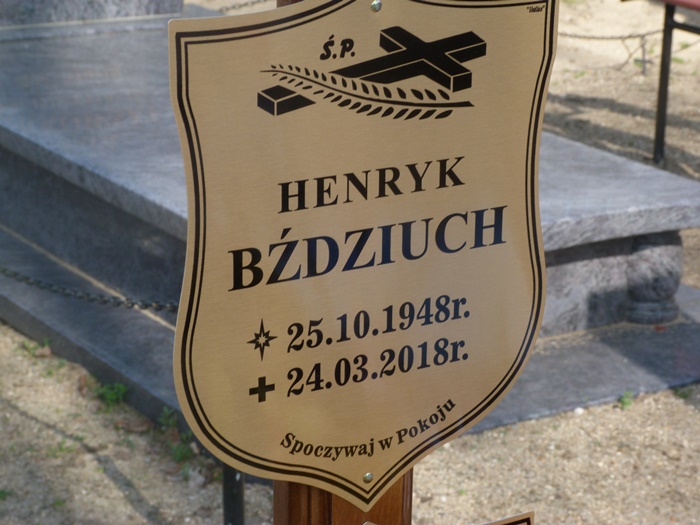 Ś.P.
HENRYK
BŹDZIUCH
25.10.1948r.
24.03.2018r.
Spoczywaj w Pokoju